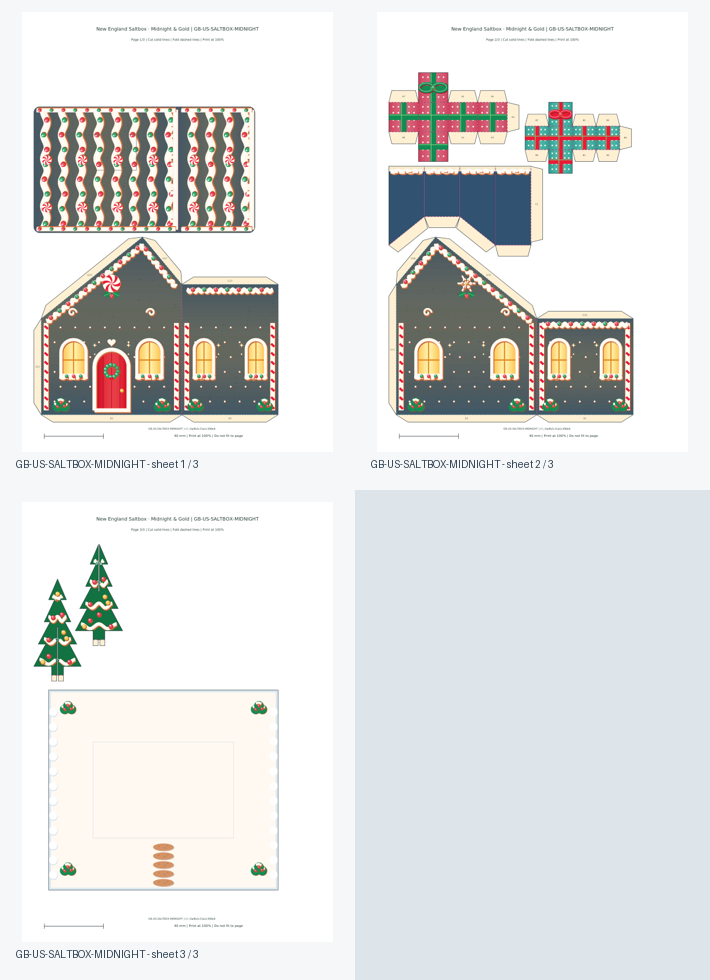 New England Saltbox - Midnight & Gold | GB-US-SALTBOX-MIDNIGHT
Page 1/3 | Cut solid lines | Fold dashed lines | Print at 100%
50 mm | Print at 100% | Do not fit to page
GB-US-SALTBOX-MIDNIGHT - sheet 1 / 3
New England Saltbox - Midnight & Gold | GB-US-SALTBOX-MIDNIGHT
Page 2/3 | Cut solid lines | Fold dashed lines | Print at 100%
50 mm | Print at 100% | Do not fit to page
GB-US-SALTBOX-MIDNIGHT - sheet 2 / 3
New England Saltbox - Midnight & Gold | GB-US-SALTBOX-MIDNIGHT
Page 3/3 | Cut solid lines | Fold dashed lines | Print at 100%
50 mm | Print at 100% | Do not fit to page
GB-US-SALTBOX-MIDNIGHT - sheet 3 / 3